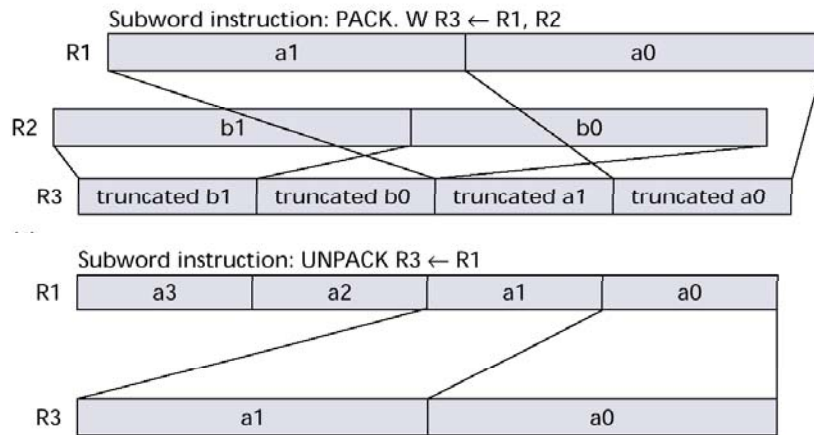 Subword instruction: PACK. W R3 ← R1, R2
R1 a1 a0
R2 b1 b0
R3 truncated b1 truncated b0 truncated a1 truncated a0
Subword instruction: UNPACK R3 ← R1
R1 a3 a2 a1 a0
R3 a1 a0